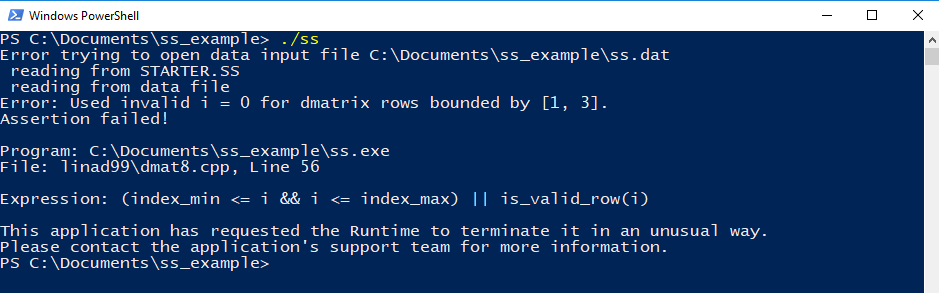 Windows PowerShell
PS C:\Documents\ss_example> ./ss
Error trying to open data input file C:\Documents\ss_example\ss.dat
 reading from STARTER.SS
 reading from data file
Error: Used invalid i = 0 for dmatrix rows bounded by [1, 3].
Assertion failed!
Program: C:\Documents\ss_example\ss.exe
File: linad99\dmat8.cpp, Line 56
Expression: (index_min <= i && i <= index_max) || is_valid_row(i)
This application has requested the Runtime to terminate it in an unusual way.
Please contact the application's support team for more information.
PS C:\Documents\ss_example>